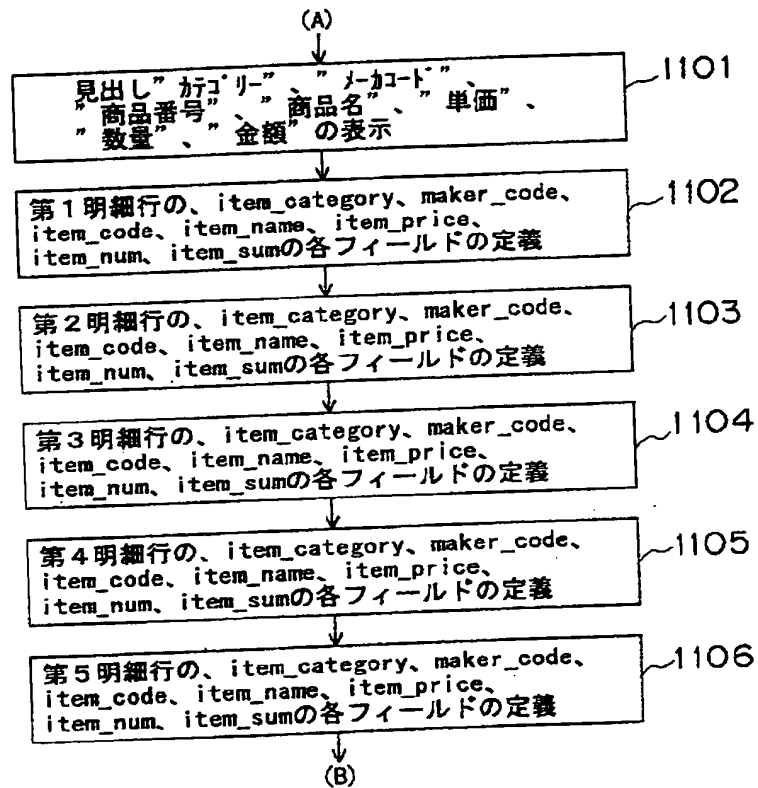 (A)
見出し”ｶﾃｺﾞﾘｰ”、”ﾒｰｶｺｰﾄﾞ”、
”商品番号”、”商品名”、”単価”、
”数量”、”金額”の表示
1101
第1明細行の、item_category、maker_code、
item_code、item_name、item_price、
item_num、item_sumの各フィールドの定義
1102
第2明細行の、item_category、maker_code、
item_code、item_name、item_price、
item_num、item_sumの各フィールドの定義
1103
第3明細行の、item_category、maker_code、
item_code、item_name、item_price、
item_num、item_sumの各フィールドの定義
1104
第4明細行の、item_category、maker_code、
item_code、item_name、item_price、
item_num、item_sumの各フィールドの定義
1105
第5明細行の、item_category、maker_code、
item_code、item_name、item_price、
item_num、item_sumの各フィールドの定義
1106
(B)